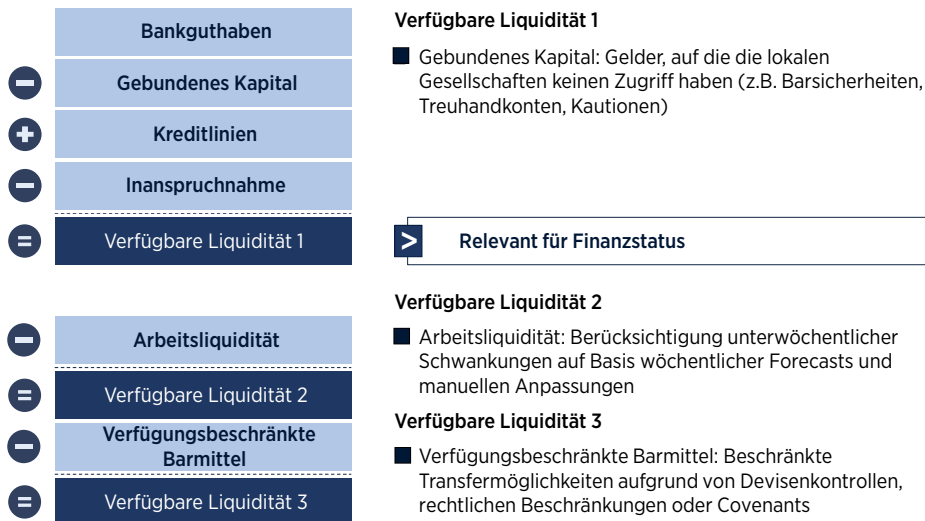 Bankguthaben
− Gebundenes Kapital
+ Kreditlinien
− Inanspruchnahme
= Verfügbare Liquidität 1
Verfügbare Liquidität 1
Gebundenes Kapital: Gelder, auf die die lokalen
Gesellschaften keinen Zugriff haben (z.B. Barsicherheiten,
Treuhandkonten, Kautionen)
> Relevant für Finanzstatus
− Arbeitsliquidität
= Verfügbare Liquidität 2
− Verfügungsbeschränkte
Barmittel
= Verfügbare Liquidität 3
Verfügbare Liquidität 2
Arbeitsliquidität: Berücksichtigung unterwöchentlicher
Schwankungen auf Basis wöchentlicher Forecasts und
manuellen Anpassungen
Verfügbare Liquidität 3
Verfügungsbeschränkte Barmittel: Beschränkte
Transfermöglichkeiten aufgrund von Devisenkontrollen,
rechtlichen Beschränkungen oder Covenants